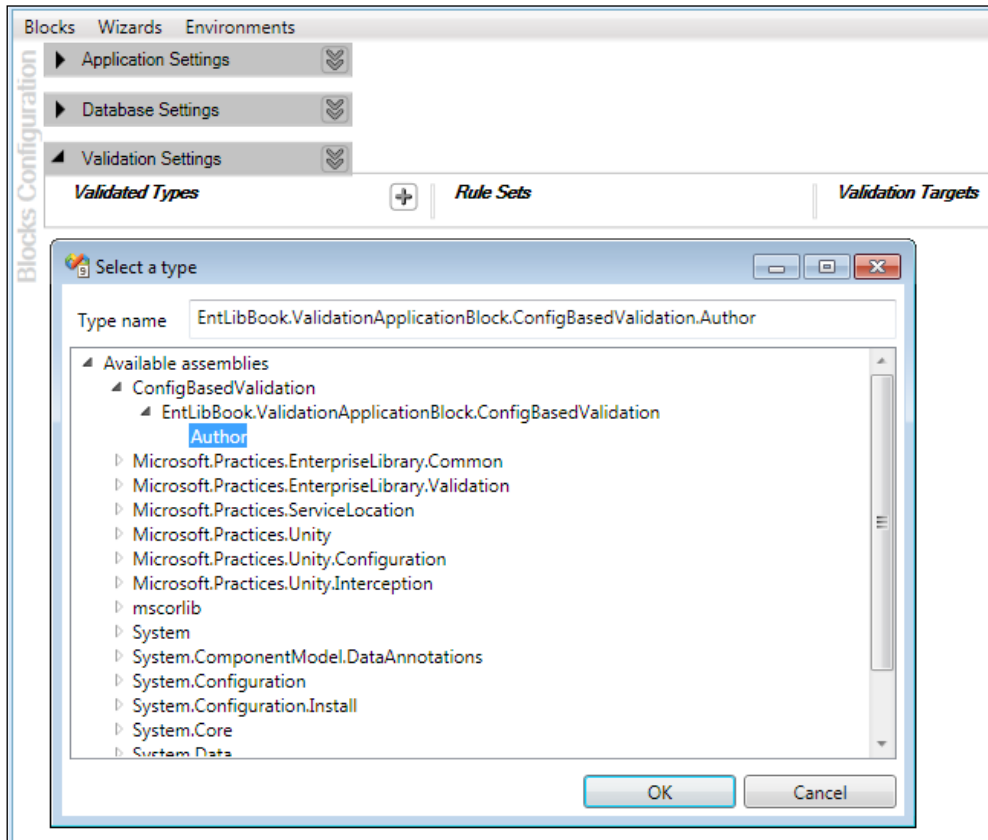 Blocks Wizards Environments
Blocks Configuration
Application Settings
Database Settings
Validation Settings
Validated Types Rule Sets Validation Targets
Select a type
Type name EntLibBook.ValidationApplicationBlock.ConfigBasedValidation.Author
Available assemblies
ConfigBasedValidation
EntLibBook.ValidationApplicationBlock.ConfigBasedValidation
Author
Microsoft.Practices.EnterpriseLibrary.Common
Microsoft.Practices.EnterpriseLibrary.Validation
Microsoft.Practices.ServiceLocation
Microsoft.Practices.Unity
Microsoft.Practices.Unity.Configuration
Microsoft.Practices.Unity.Interception
mscorlib
System
System.ComponentModel.DataAnnotations
System.Configuration
System.Configuration.Install
System.Core
System.Data
OK Cancel